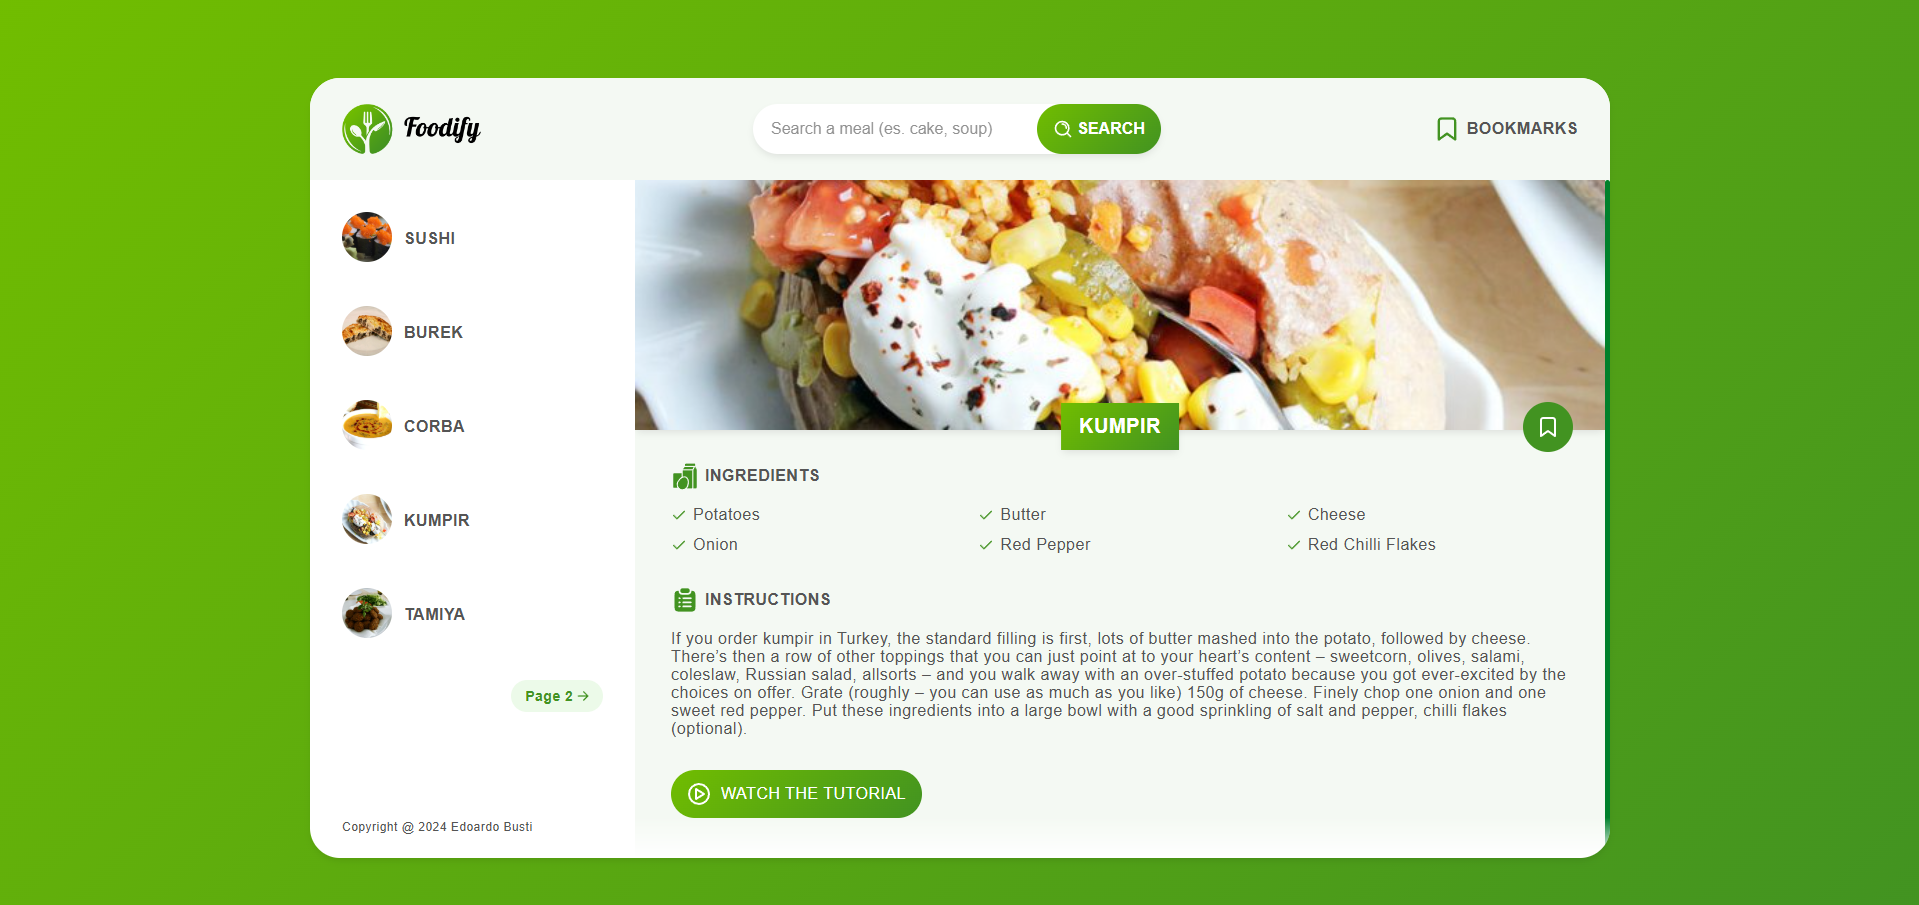 Foodify
Search a meal (es. cake, soup)
SEARCH
BOOKMARKS
SUSHI
BUREK
CORBA
KUMPIR
TAMIYA
Page 2 →
Copyright @ 2024 Edoardo Busti
KUMPIR
INGREDIENTS
Potatoes
Butter
Cheese
Onion
Red Pepper
Red Chilli Flakes
INSTRUCTIONS
If you order kumpir in Turkey, the standard filling is first, lots of butter mashed into the potato, followed by cheese.
There’s then a row of other toppings that you can just point at to your heart’s content – sweetcorn, olives, salami,
coleslaw, Russian salad, allsorts – and you walk away with an over-stuffed potato because you got ever-excited by the
choices on offer. Grate (roughly – you can use as much as you like) 150g of cheese. Finely chop one onion and one
sweet red pepper. Put these ingredients into a large bowl with a good sprinkling of salt and pepper, chilli flakes
(optional).
WATCH THE TUTORIAL